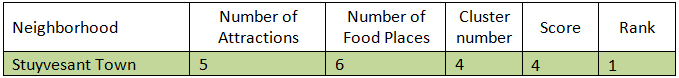 Neighborhood Number of Attractions Number of Food Places Cluster number Score Rank
Stuyvesant Town 5 6 4 4 1